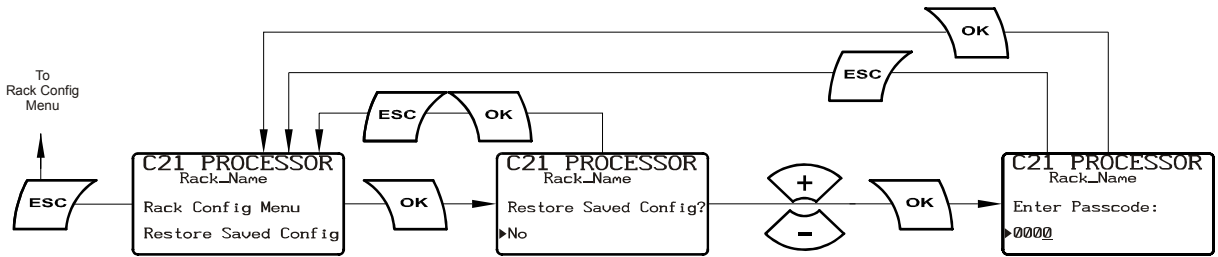 OK
ESC
To
Rack Config
Menu
ESC OK
C21 PROCESSOR
Rack_Name
Rack Config Menu
Restore Saved Config
C21 PROCESSOR
Rack_Name
Restore Saved Config?
▶No
C21 PROCESSOR
Rack_Name
Enter Passcode:
▶0000
ESC
OK
+
-
OK